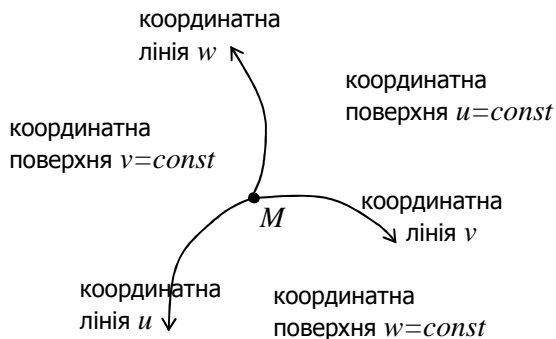 координатна
лінія w
координатна
поверхня u=const
координатна
поверхня v=const
M
координатна
лінія v
координатна
лінія u
координатна
поверхня w=const